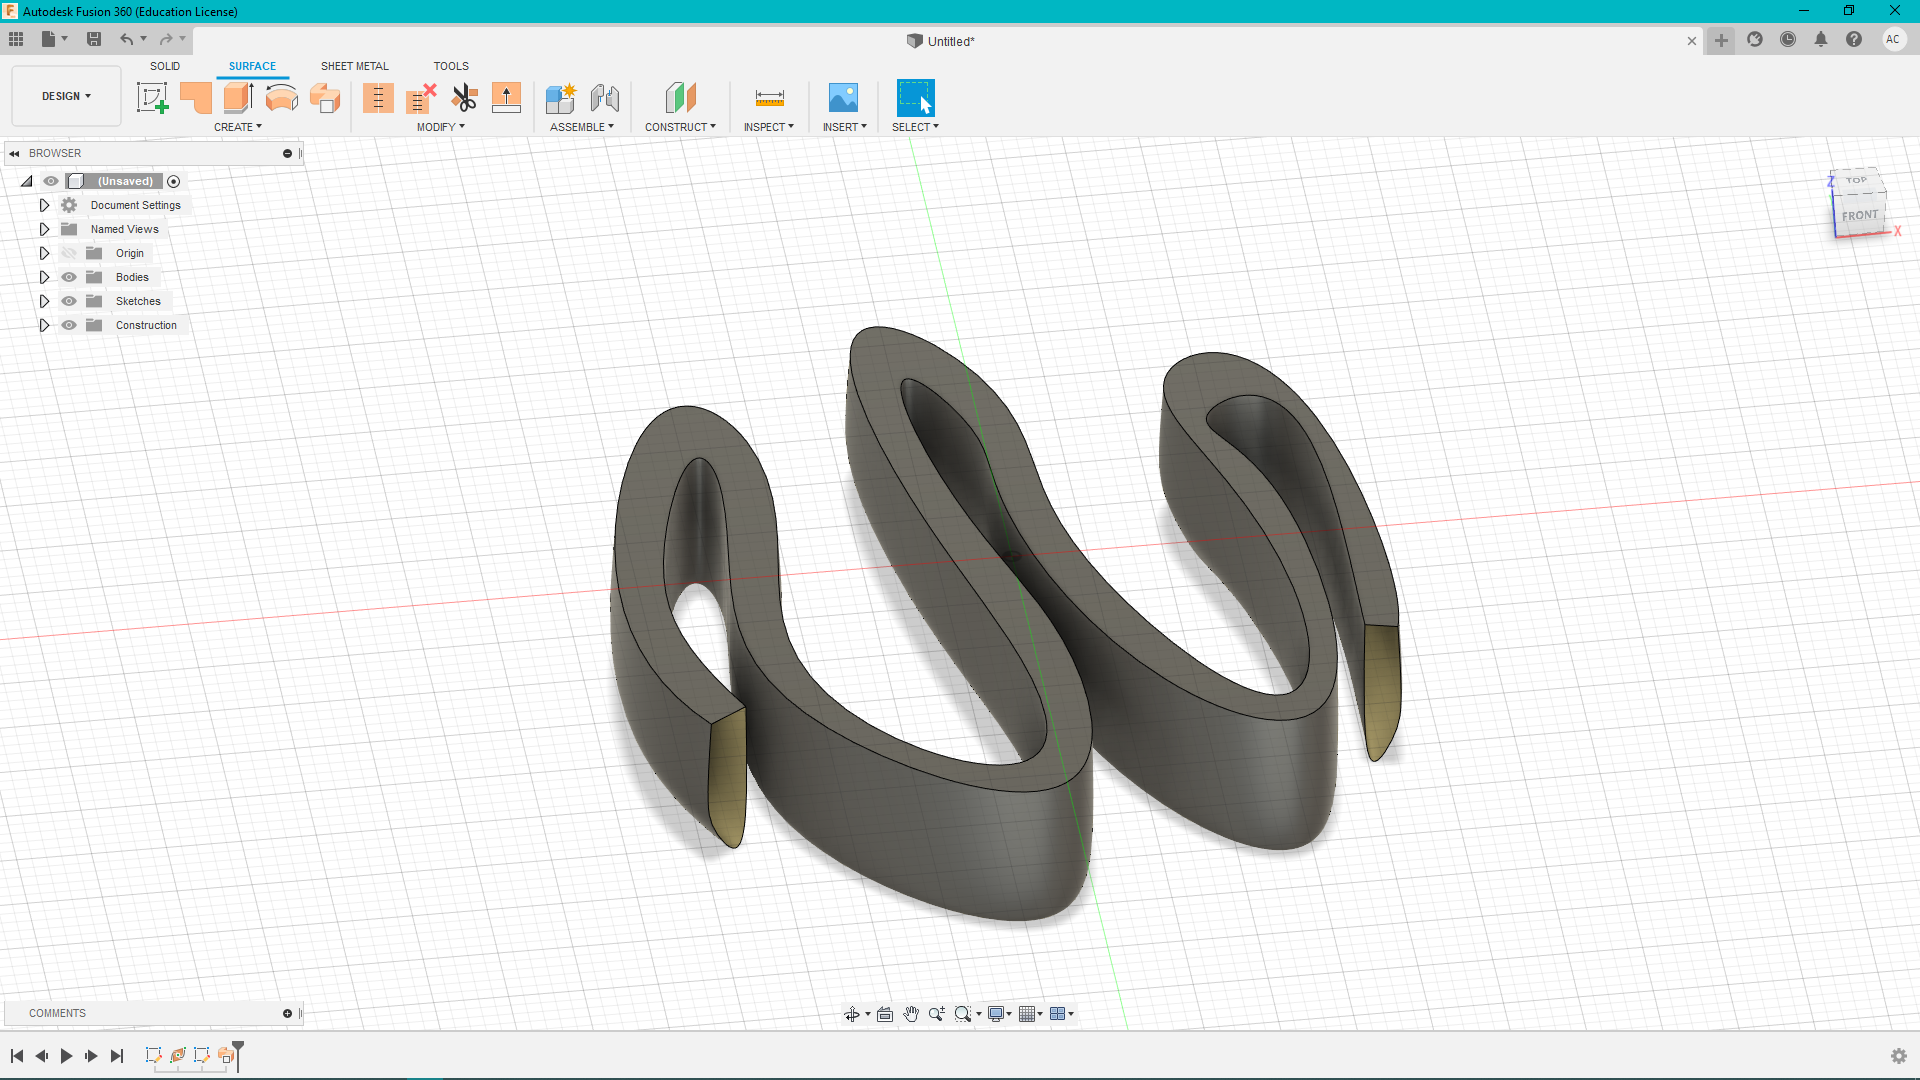 Autodesk Fusion 360 (Education License)
Untitled*
AC
DESIGN
SOLID SURFACE SHEET METAL TOOLS
CREATE MODIFY ASSEMBLE CONSTRUCT INSPECT INSERT SELECT
BROWSER
(Unsaved)
Document Settings
Named Views
Origin
Bodies
Sketches
Construction
Z
TOP
FRONT
X
COMMENTS